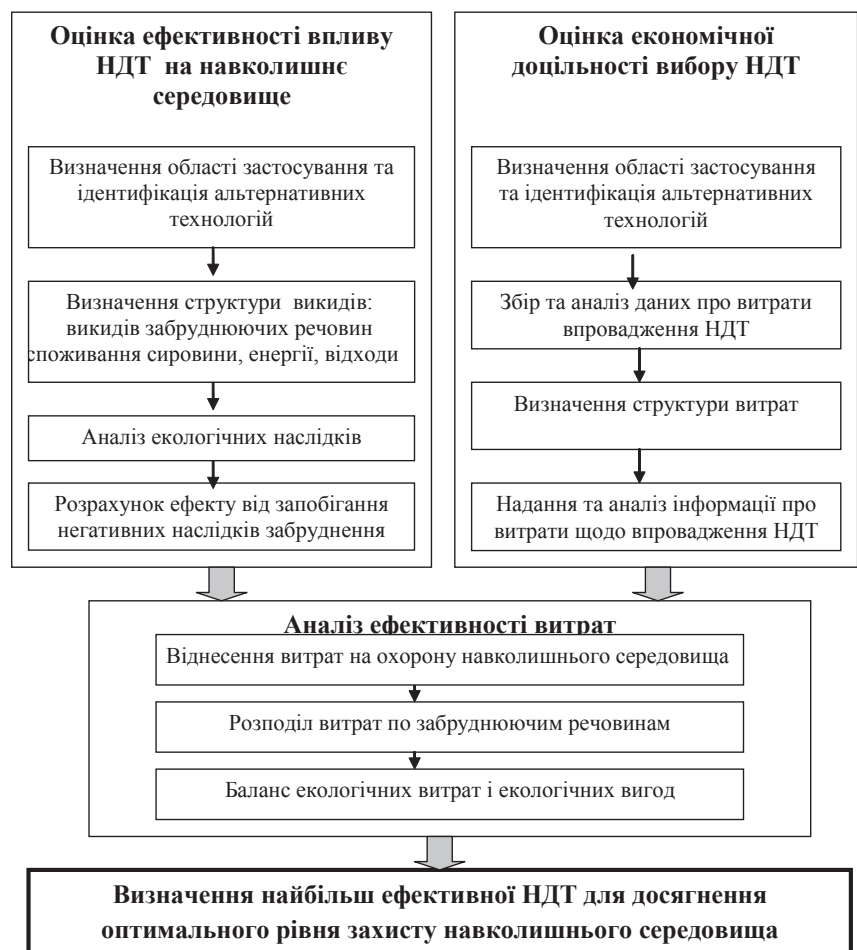 Оцінка ефективності впливу
НДТ на навколишнє
середовище
Визначення області застосування та
ідентифікація альтернативних
технологій
Визначення структури викидів:
викидів забруднюючих речовин
споживання сировини, енергії, відходи
Аналіз екологічних наслідків
Розрахунок ефекту від запобігання
негативних наслідків забруднення
Оцінка економічної
доцільності вибору НДТ
Визначення області застосування
та ідентифікація альтернативних
технологій
Збір та аналіз даних про витрати
впровадження НДТ
Визначення структури витрат
Надання та аналіз інформації про
витрати щодо впровадження НДТ
Аналіз ефективності витрат
Віднесення витрат на охорону навколишнього середовища
Розподіл витрат по забруднюючим речовинам
Баланс екологічних витрат і екологічних вигод
Визначення найбільш ефективної НДТ для досягнення
оптимального рівня захисту навколишнього середовища